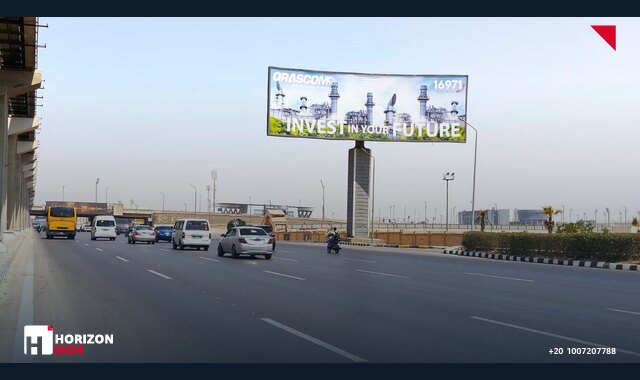 ORASCOM
16971
INVEST IN YOUR FUTURE
HORIZON
OOH
+20 1007207788